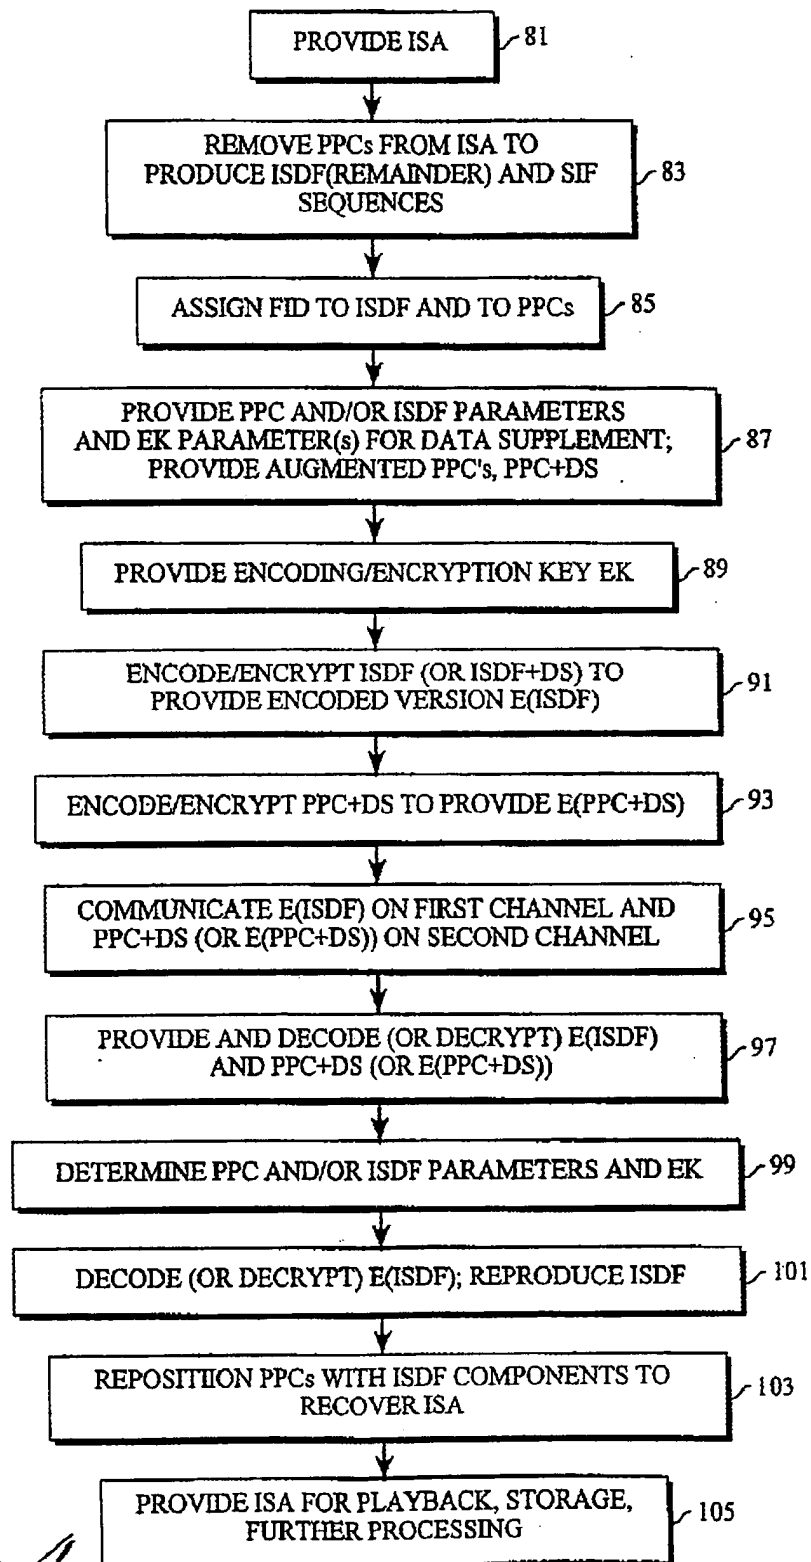 PROVIDE ISA
81
REMOVE PPCs FROM ISA TO
PRODUCE ISDF(REMAINDER) AND SIF
SEQUENCES
83
ASSIGN FID TO ISDF AND TO PPCs
85
PROVIDE PPC AND/OR ISDF PARAMETERS
AND EK PARAMETER(s) FOR DATA SUPPLEMENT;
PROVIDE AUGMENTED PPC's, PPC+DS
87
PROVIDE ENCODING/ENCRYPTION KEY EK
89
ENCODE/ENCRYPT ISDF (OR ISDF+DS) TO
PROVIDE ENCODED VERSION E(ISDF)
91
ENCODE/ENCRYPT PPC+DS TO PROVIDE E(PPC+DS)
93
COMMUNICATE E(ISDF) ON FIRST CHANNEL AND
PPC+DS (OR E(PPC+DS)) ON SECOND CHANNEL
95
PROVIDE AND DECODE (OR DECRYPT) E(ISDF)
AND PPC+DS (OR E(PPC+DS))
97
DETERMINE PPC AND/OR ISDF PARAMETERS AND EK
99
DECODE (OR DECRYPT) E(ISDF); REPRODUCE ISDF
101
REPOSITION PPCs WITH ISDF COMPONENTS TO
RECOVER ISA
103
PROVIDE ISA FOR PLAYBACK, STORAGE,
FURTHER PROCESSING
105